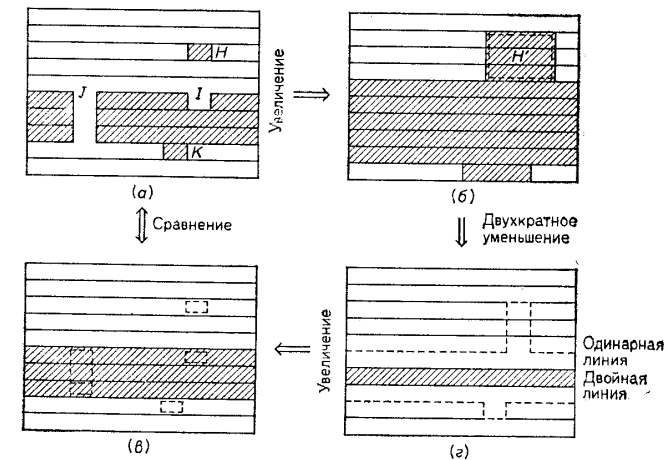 J
I
H
K
(а)
Увеличение
H'
(б)
Сравнение
Двухкратное
уменьшение
(в)
Увеличение
Одинарная
линия
Двойная
линия
(г)